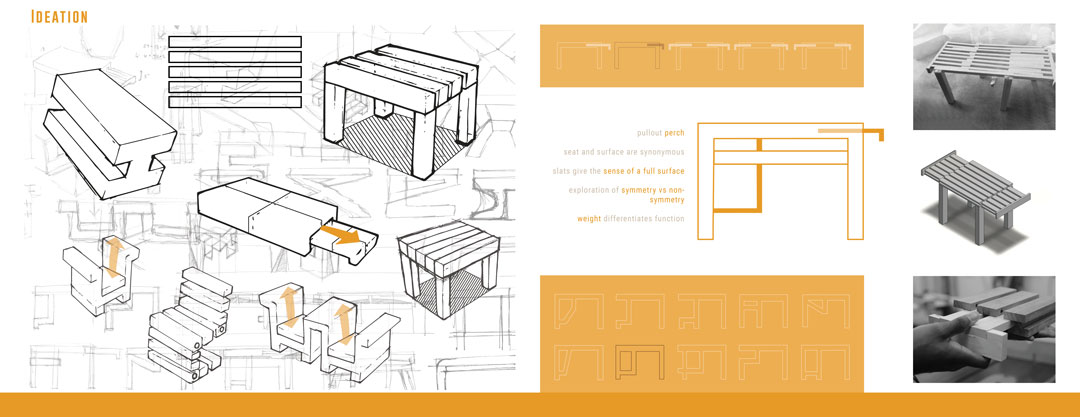 IDEATION
pullout perch
seat and surface are synonymous
slats give the sense of a full surface
exploration of symmetry vs non-
symmetry
weight differentiates function